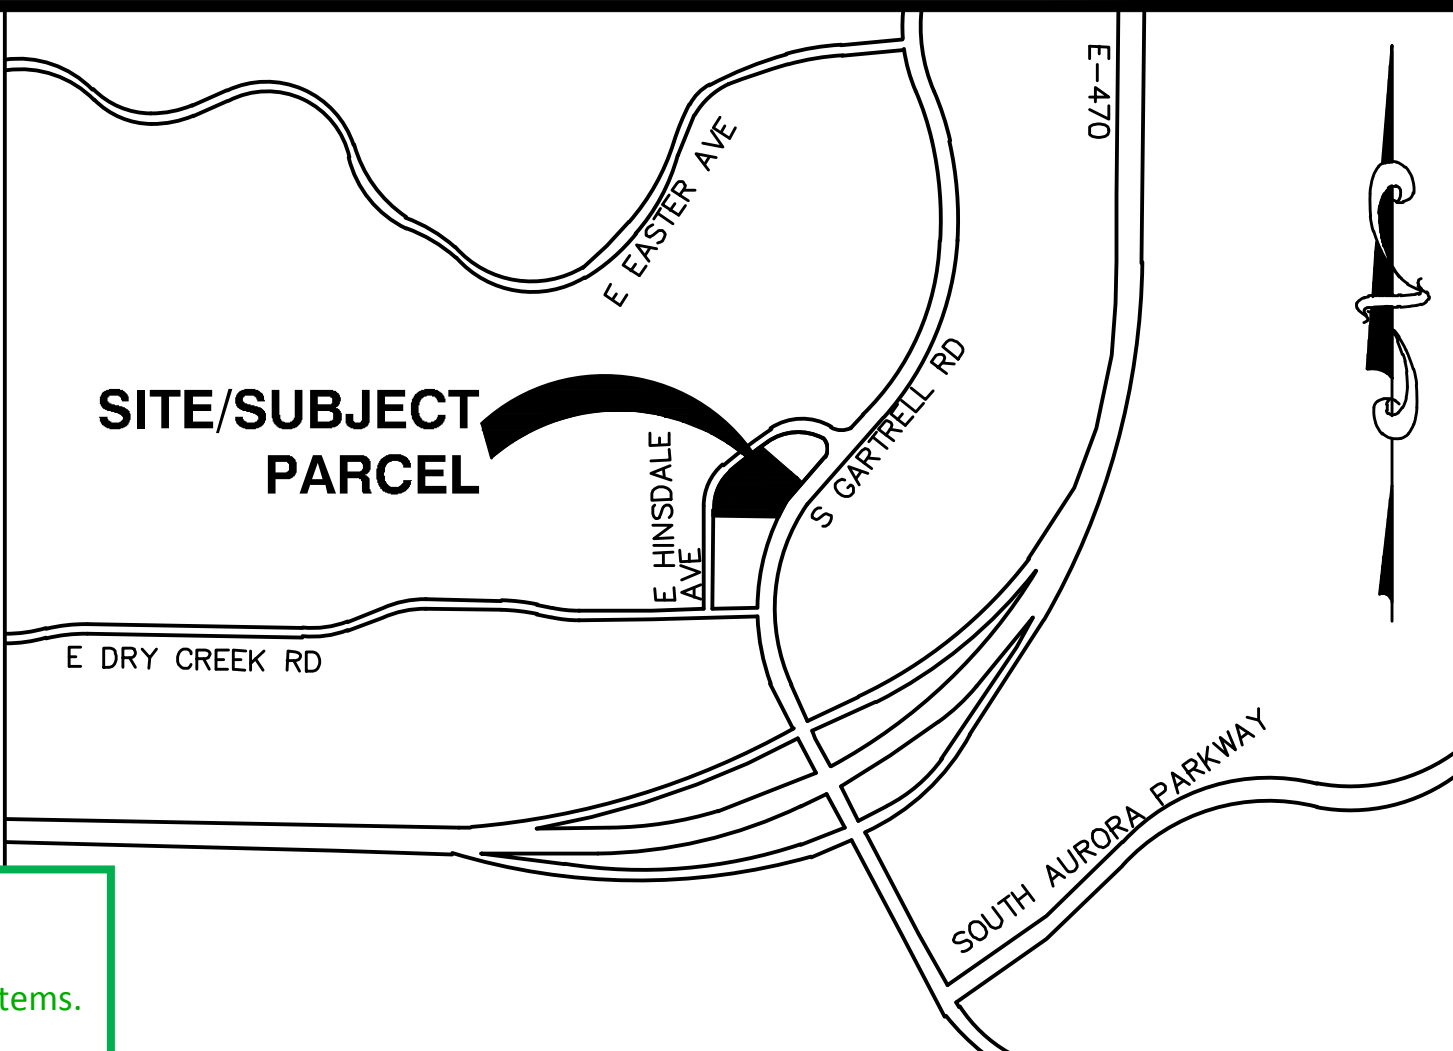 E-470
E EASTER AVE
S GARTRELL RD
SITE/SUBJECT
PARCEL
E HINSDALE
AVE
E DRY CREEK RD
SOUTH AURORA PARKWAY
tems.